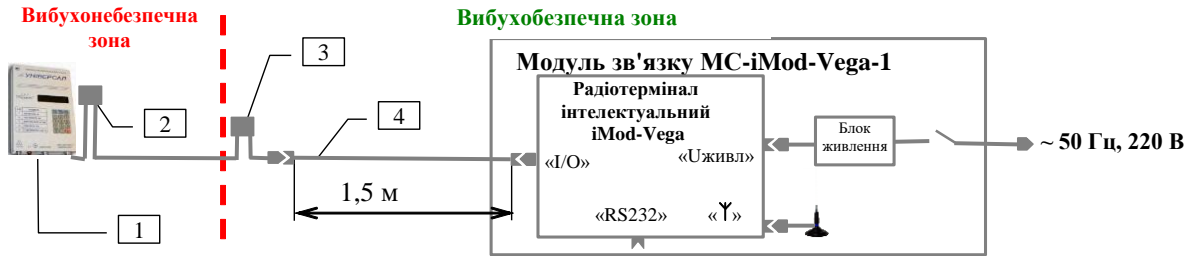 Вибухонебезпечна
зона
Вибухобезпечна зона
3
Модуль зв'язку МС-iMod-Vega-1
1
2
4
Радіотермінал
інтелектуальний
iMod-Vega
«I/O»
«Uживл»
«RS232»
Блок
живлення
~ 50 Гц, 220 В
1,5 м
УНІВЕРСАЛ